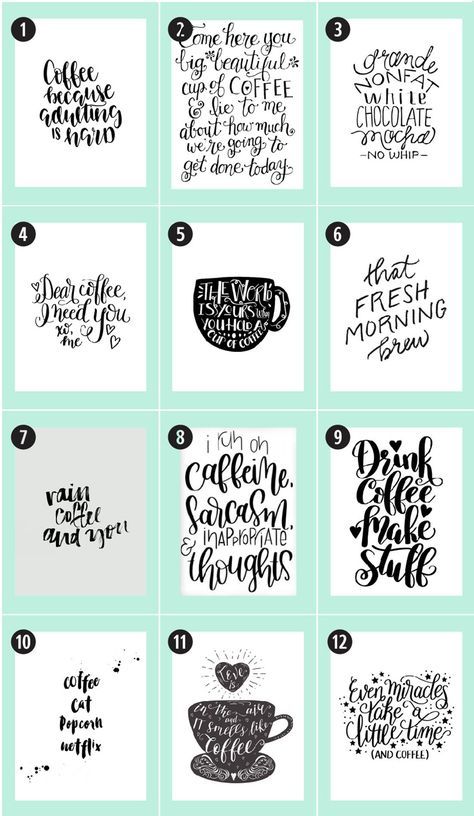 1
Coffee
because
adulting
is hard
2
Come here you
big beautiful
cup of COFFEE
& lie to me
about how much
we're going to
get done today
3
grande
NONFAT
white
CHOCOLATE
mocha
- NO WHIP -
4
Dear coffee,
I need you
xo,
me
5
THE WORLD
IS YOURS WHEN
YOU HOLD A
CUP OF COFFEE
6
that
FRESH
MORNING
brew
7
rain
coffee
and you
8
i run on
caffeine,
sarcasm,
& inappropriate
thoughts
9
Drink
Coffee
Make
Stuff
10
coffee
cat
popcorn
netflix
11
Love
is
in the air
and
IT SMELLS like
Coffee
12
Even miracles
take a
little time
(AND COFFEE)